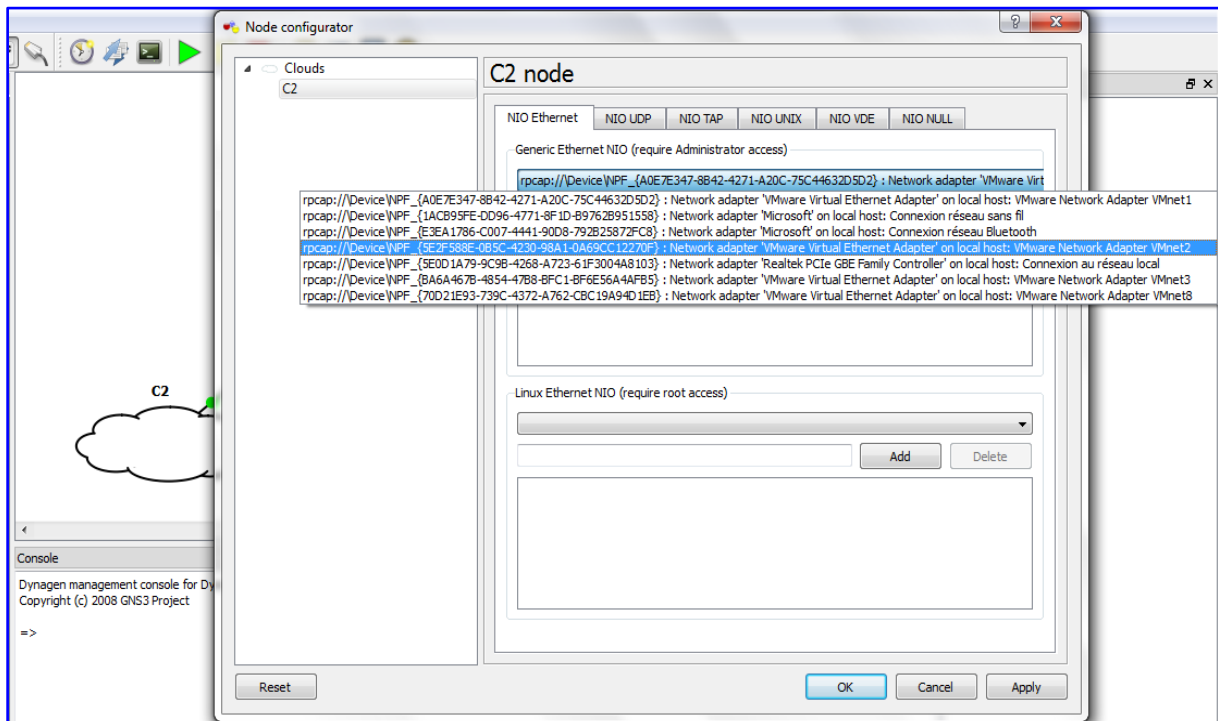 Node configurator
Clouds
C2
C2 node
NIO Ethernet NIO UDP NIO TAP NIO UNIX NIO VDE NIO NULL
Generic Ethernet NIO (require Administrator access)
rpcap://\Device\NPF_{A0E7E347-8B42-4271-A20C-75C44632D5D2} : Network adapter 'VMware Virt
rpcap://\Device\NPF_{A0E7E347-8B42-4271-A20C-75C44632D5D2} : Network adapter 'VMware Virtual Ethernet Adapter' on local host: VMware Network Adapter VMnet1
rpcap://\Device\NPF_{1ACB95FE-DD96-4771-8F1D-B9762B951558} : Network adapter 'Microsoft' on local host: Connexion réseau sans fil
rpcap://\Device\NPF_{E3EA1786-C007-4441-90D8-792B25872FC8} : Network adapter 'Microsoft' on local host: Connexion réseau Bluetooth
rpcap://\Device\NPF_{5E2F588E-0B5C-4230-98A1-0A69CC12270F} : Network adapter 'VMware Virtual Ethernet Adapter' on local host: VMware Network Adapter VMnet2
rpcap://\Device\NPF_{5E0D1A79-9C9B-4268-A723-61F3004A8103} : Network adapter 'Realtek PCIe GBE Family Controller' on local host: Connexion au réseau local
rpcap://\Device\NPF_{BA6A467B-4854-47B8-BFC1-BF6E56A4AFB5} : Network adapter 'VMware Virtual Ethernet Adapter' on local host: VMware Network Adapter VMnet3
rpcap://\Device\NPF_{70D21E93-739C-4372-A762-CBC19A94D1EB} : Network adapter 'VMware Virtual Ethernet Adapter' on local host: VMware Network Adapter VMnet8
C2
Linux Ethernet NIO (require root access)
Add Delete
Console
Dynagen management console for Dy
Copyright (c) 2008 GNS3 Project
=>
Reset OK Cancel Apply